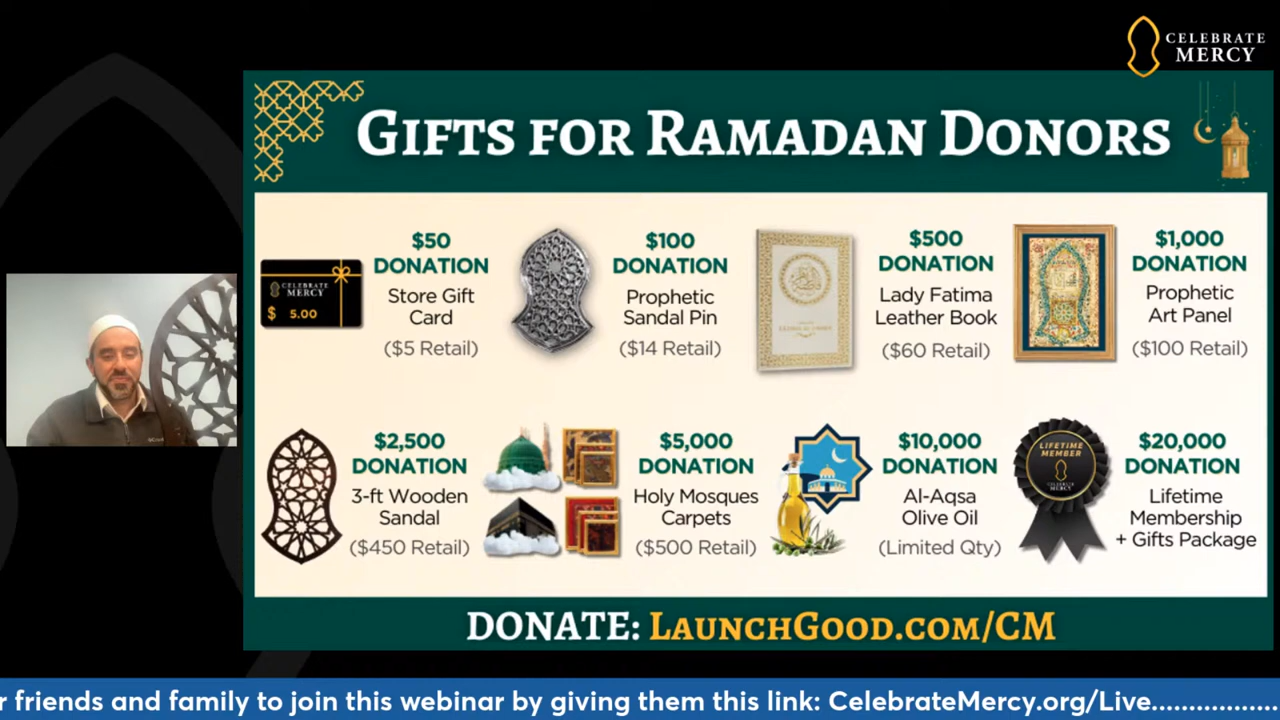 CELEBRATE
MERCY
GIFTS FOR RAMADAN DONORS
CELEBRATE
MERCY
$ 5.00
$50
DONATION
Store Gift
Card
($5 Retail)
$100
DONATION
Prophetic
Sandal Pin
($14 Retail)
$500
DONATION
Lady Fatima
Leather Book
($60 Retail)
$1,000
DONATION
Prophetic
Art Panel
($100 Retail)
$2,500
DONATION
3-ft Wooden
Sandal
($450 Retail)
$5,000
DONATION
Holy Mosques
Carpets
($500 Retail)
$10,000
DONATION
Al-Aqsa
Olive Oil
(Limited Qty)
LIFETIME
MEMBER
CELEBRATE
MERCY
$20,000
DONATION
Lifetime
Membership
+ Gifts Package
DONATE: LAUNCHGOOD.COM/CM
r friends and family to join this webinar by giving them this link: CelebrateMercy.org/Live.................